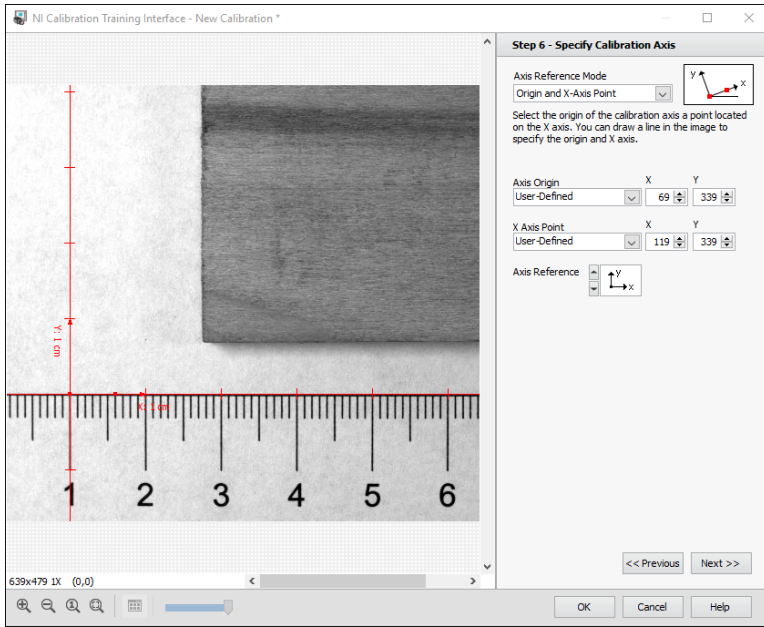 NI Calibration Training Interface - New Calibration *
Step 6 - Specify Calibration Axis
Axis Reference Mode
Origin and X-Axis Point
y
x
Select the origin of the calibration axis a point located
on the X axis. You can draw a line in the image to
specify the origin and X axis.
Axis Origin X Y
User-Defined 69 339
X Axis Point X Y
User-Defined 119 339
Axis Reference
y
x
Y: 1 cm
X: 1 cm
1 2 3 4 5 6
<< Previous Next >>
639x479 1X (0,0)
OK Cancel Help